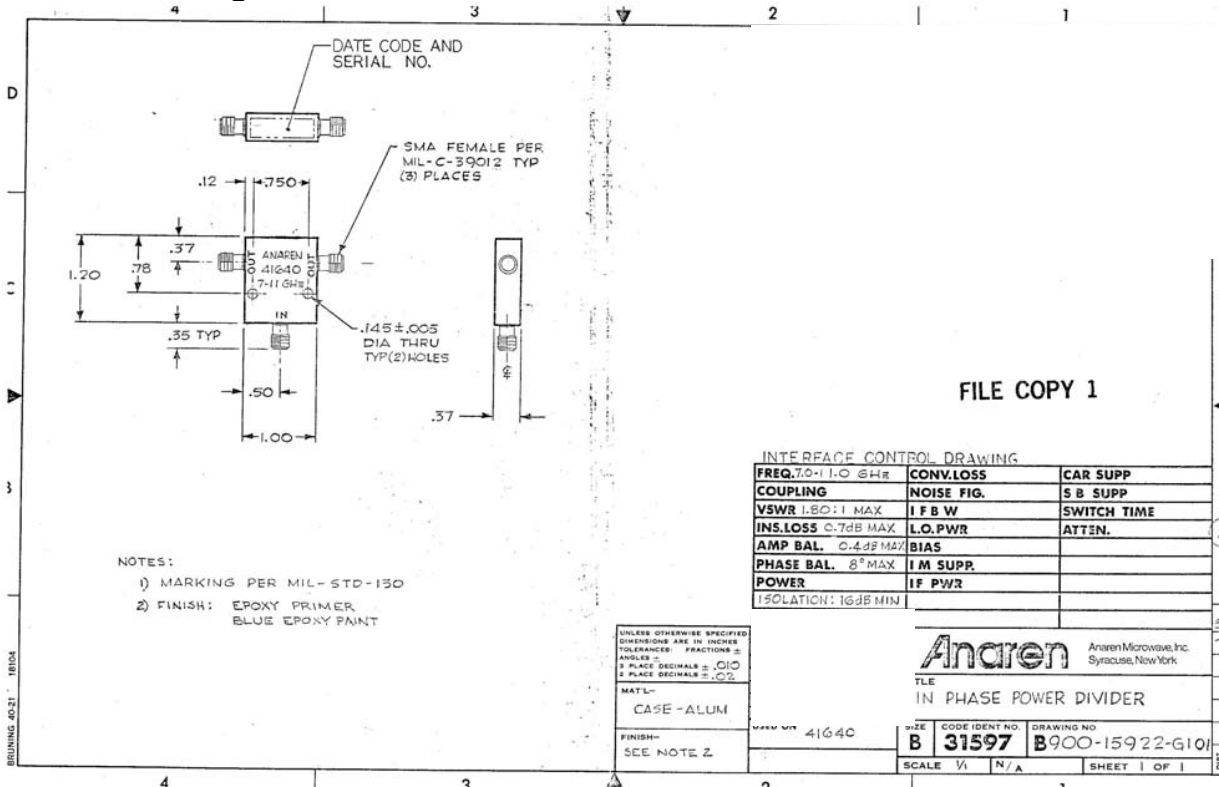 4
3
2
1
D
DATE CODE AND
SERIAL NO.
SMA FEMALE PER
MIL-C-39012 TYP
(3) PLACES
.12
.750
.37
1.20
.78
ANAREN
41640
7-11 GHz
OUT
OUT
IN
C
.35 TYP
.145±.005
DIA THRU
TYP(2) HOLES
.50
1.00
.37
FILE COPY 1
INTERFACE CONTROL DRAWING
FREQ. 7.0-11.0 GHz CONV.LOSS CAR SUPP
COUPLING NOISE FIG. S B SUPP
VSWR 1.80:1 MAX I F B W SWITCH TIME
INS.LOSS 0.7dB MAX L.O.PWR ATTEN.
AMP BAL. 0.4dB MAX BIAS
PHASE BAL. 8° MAX I M SUPP.
POWER IF PWR
ISOLATION: 16dB MIN
NOTES:
1) MARKING PER MIL-STD-130
2) FINISH: EPOXY PRIMER
BLUE EPOXY PAINT
UNLESS OTHERWISE SPECIFIED
DIMENSIONS ARE IN INCHES
TOLERANCES: FRACTIONS ±
ANGLES ±
3 PLACE DECIMALS ± .010
2 PLACE DECIMALS ± .02
MAT'L-
CASE-ALUM
FINISH-
SEE NOTE 2
USED ON 41640
Anaren
Anaren Microwave, Inc.
Syracuse, New York
TLE
IN PHASE POWER DIVIDER
SIZE CODE IDENT NO. DRAWING NO.
B 31597 B900-15922-G101
SCALE 1/1 N/A SHEET 1 OF 1
BRUNING 40-21 18104
4
3
2
1